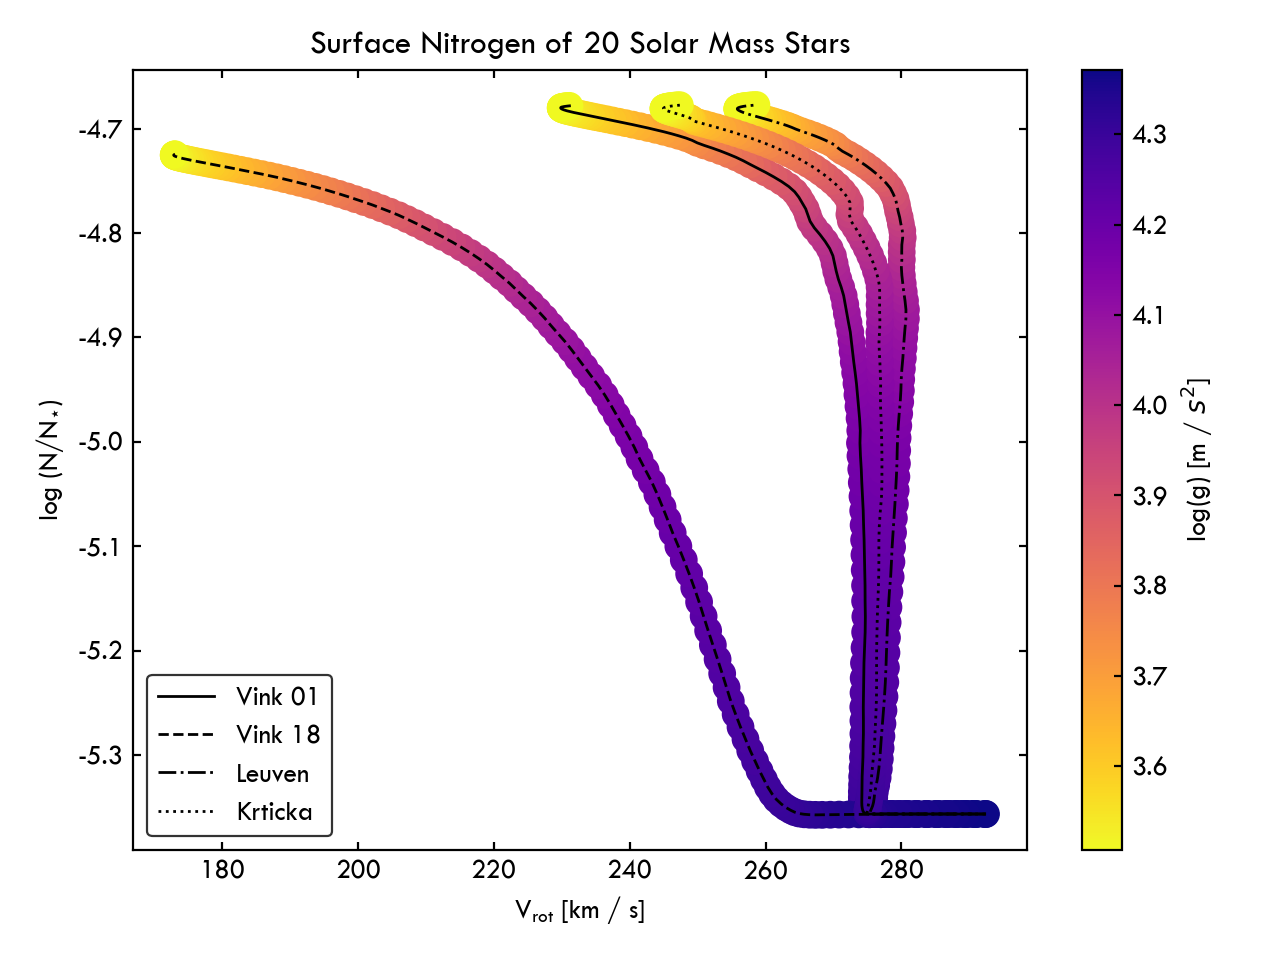 Surface Nitrogen of 20 Solar Mass Stars
log (N/N⋆)
-4.7
-4.8
-4.9
-5.0
-5.1
-5.2
-5.3
Vink 01
Vink 18
Leuven
Krticka
180 200 220 240 260 280
V_rot [km / s]
4.3
4.2
4.1
4.0
3.9
3.8
3.7
3.6
log(g) [m / s²]